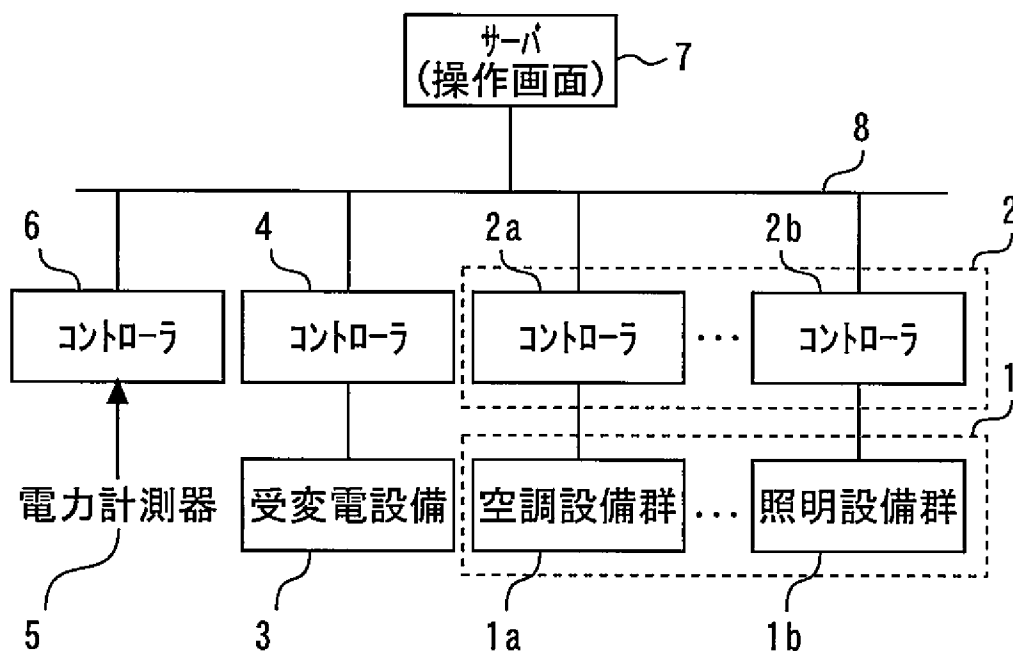 サーバ
(操作画面)
7
8
6
4
2a
2b
2
コントローラ
コントローラ
コントローラ
…
コントローラ
1
電力計測器
受変電設備
空調設備群
…
照明設備群
5
3
1a
1b